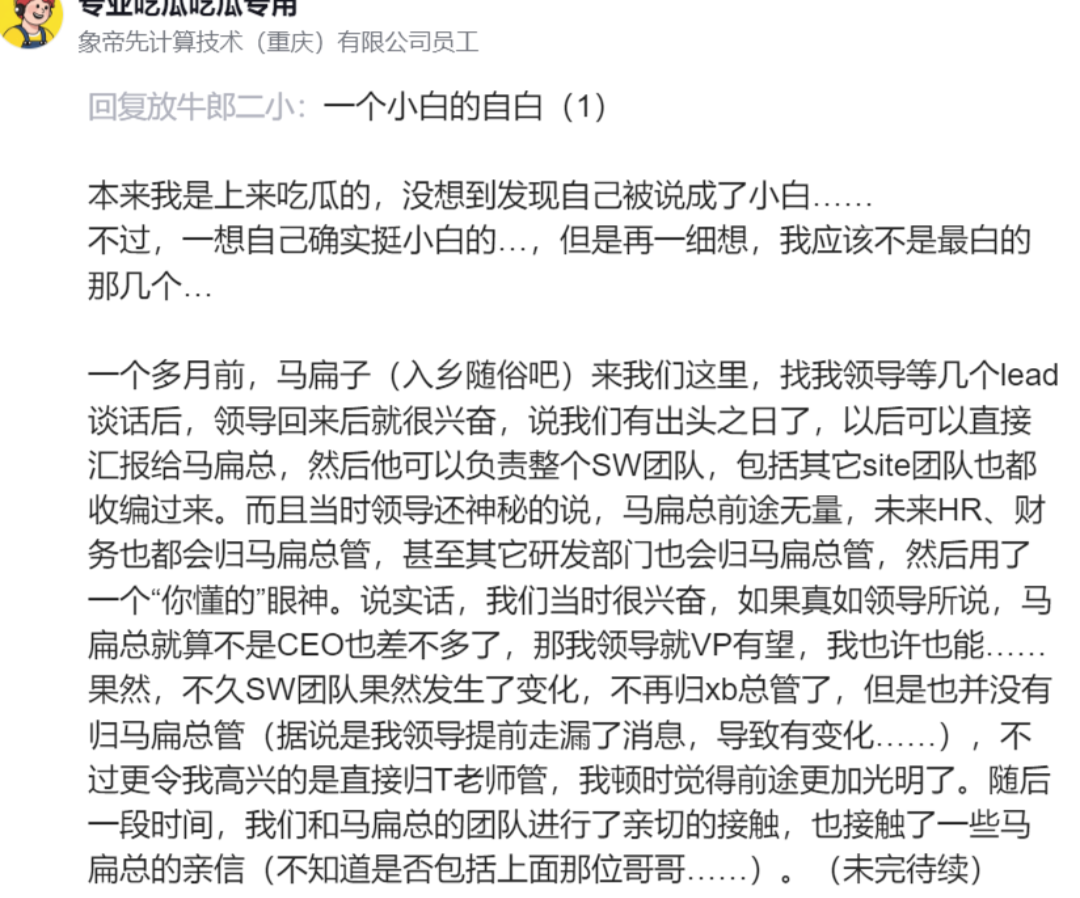 专业吃瓜吃瓜专用
象帝先计算技术（重庆）有限公司员工
回复放牛郎二小：一个小白的自白（1）
本来我是上来吃瓜的，没想到发现自己被说成了小白……
不过，一想自己确实挺小白的…，但是再一细想，我应该不是最白的
那几个…
一个多月前，马扁子（入乡随俗吧）来我们这里，找我领导等几个lead
谈话后，领导回来后就很兴奋，说我们有出头之日了，以后可以直接
汇报给马扁总，然后他可以负责整个SW团队，包括其它site团队也都
收编过来。而且当时领导还神秘的说，马扁总前途无量，未来HR、财
务也都会归马扁总管，甚至其它研发部门也会归马扁总管，然后用了
一个“你懂的”眼神。说实话，我们当时很兴奋，如果真如领导所说，马
扁总就算不是CEO也差不多了，那我领导就VP有望，我也许也能……
果然，不久SW团队果然发生了变化，不再归xb总管了，但是也并没有
归马扁总管（据说是我领导提前走漏了消息，导致有变化……），不
过更令我高兴的是直接归T老师管，我顿时觉得前途更加光明了。随后
一段时间，我们和马扁总的团队进行了亲切的接触，也接触了一些马
扁总的亲信（不知道是否包括上面那位哥哥……）。（未完待续）